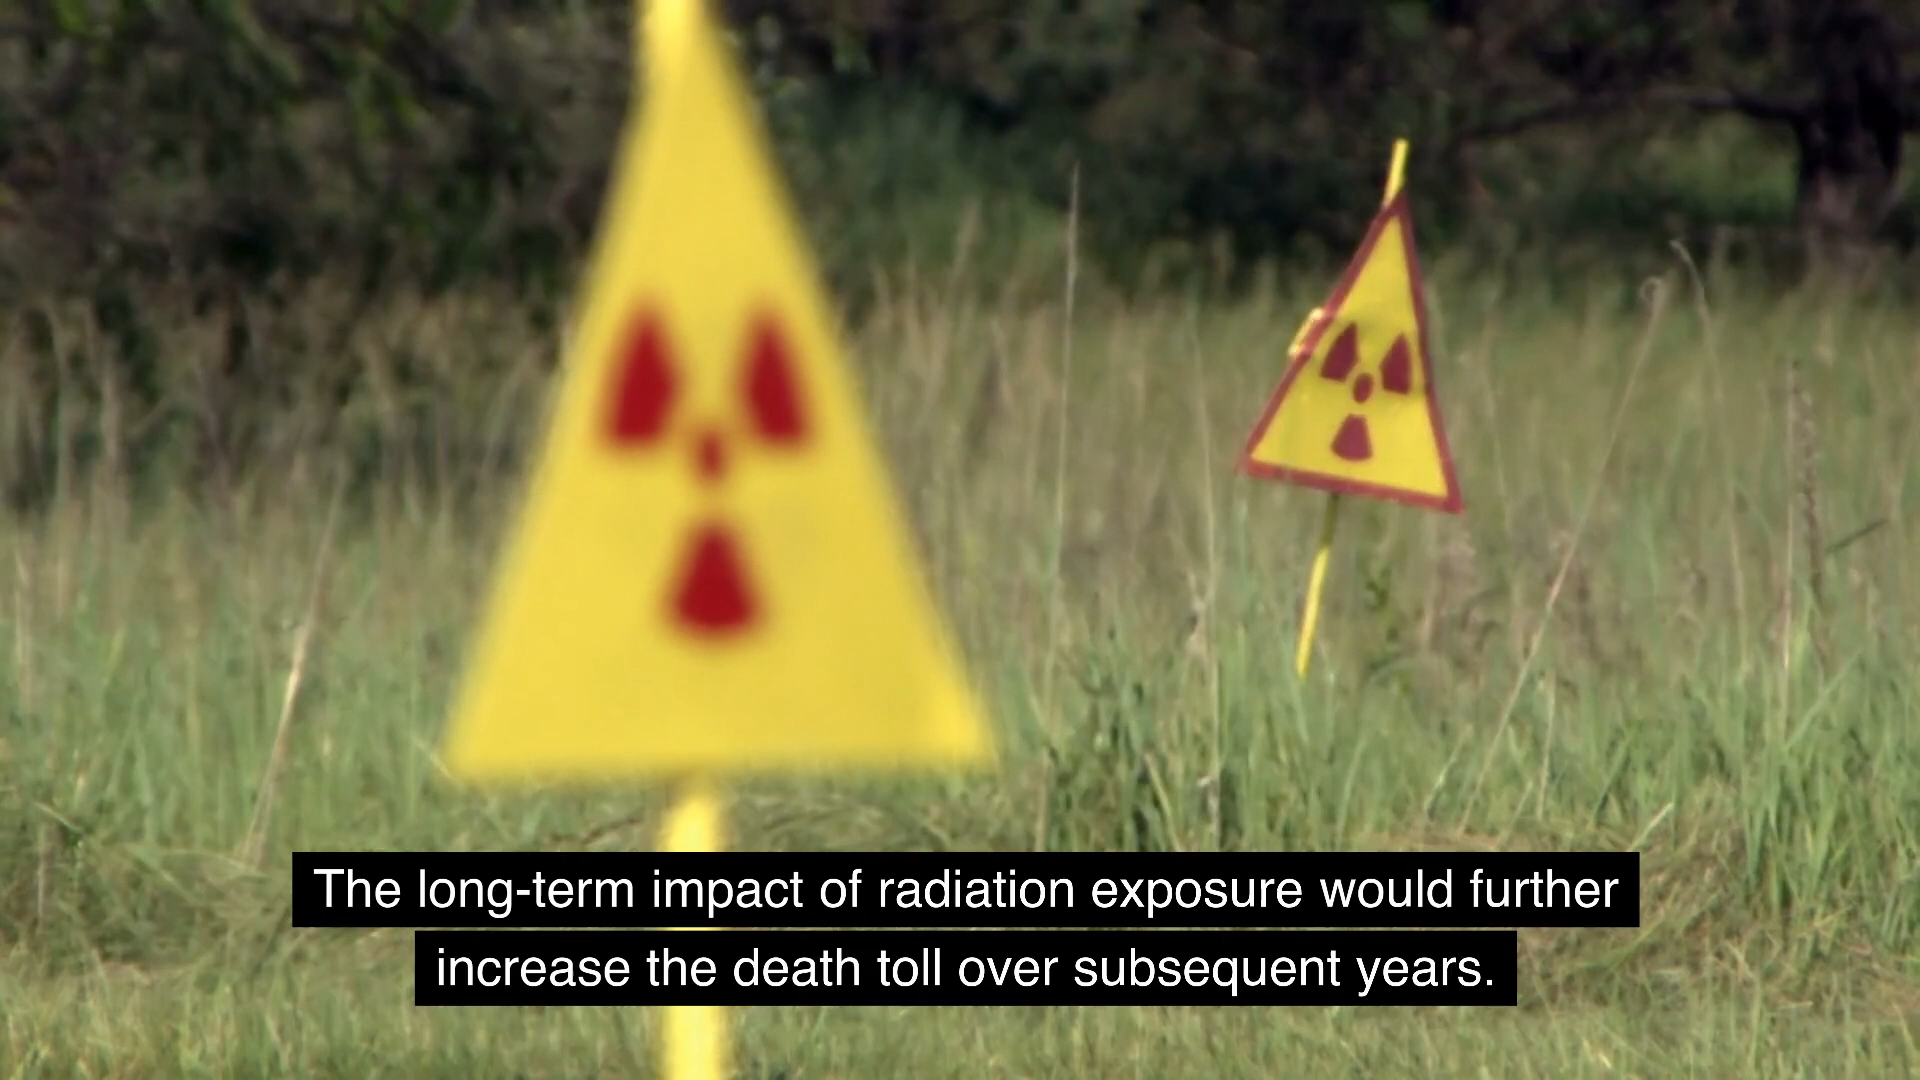 The long-term impact of radiation exposure would further
increase the death toll over subsequent years.